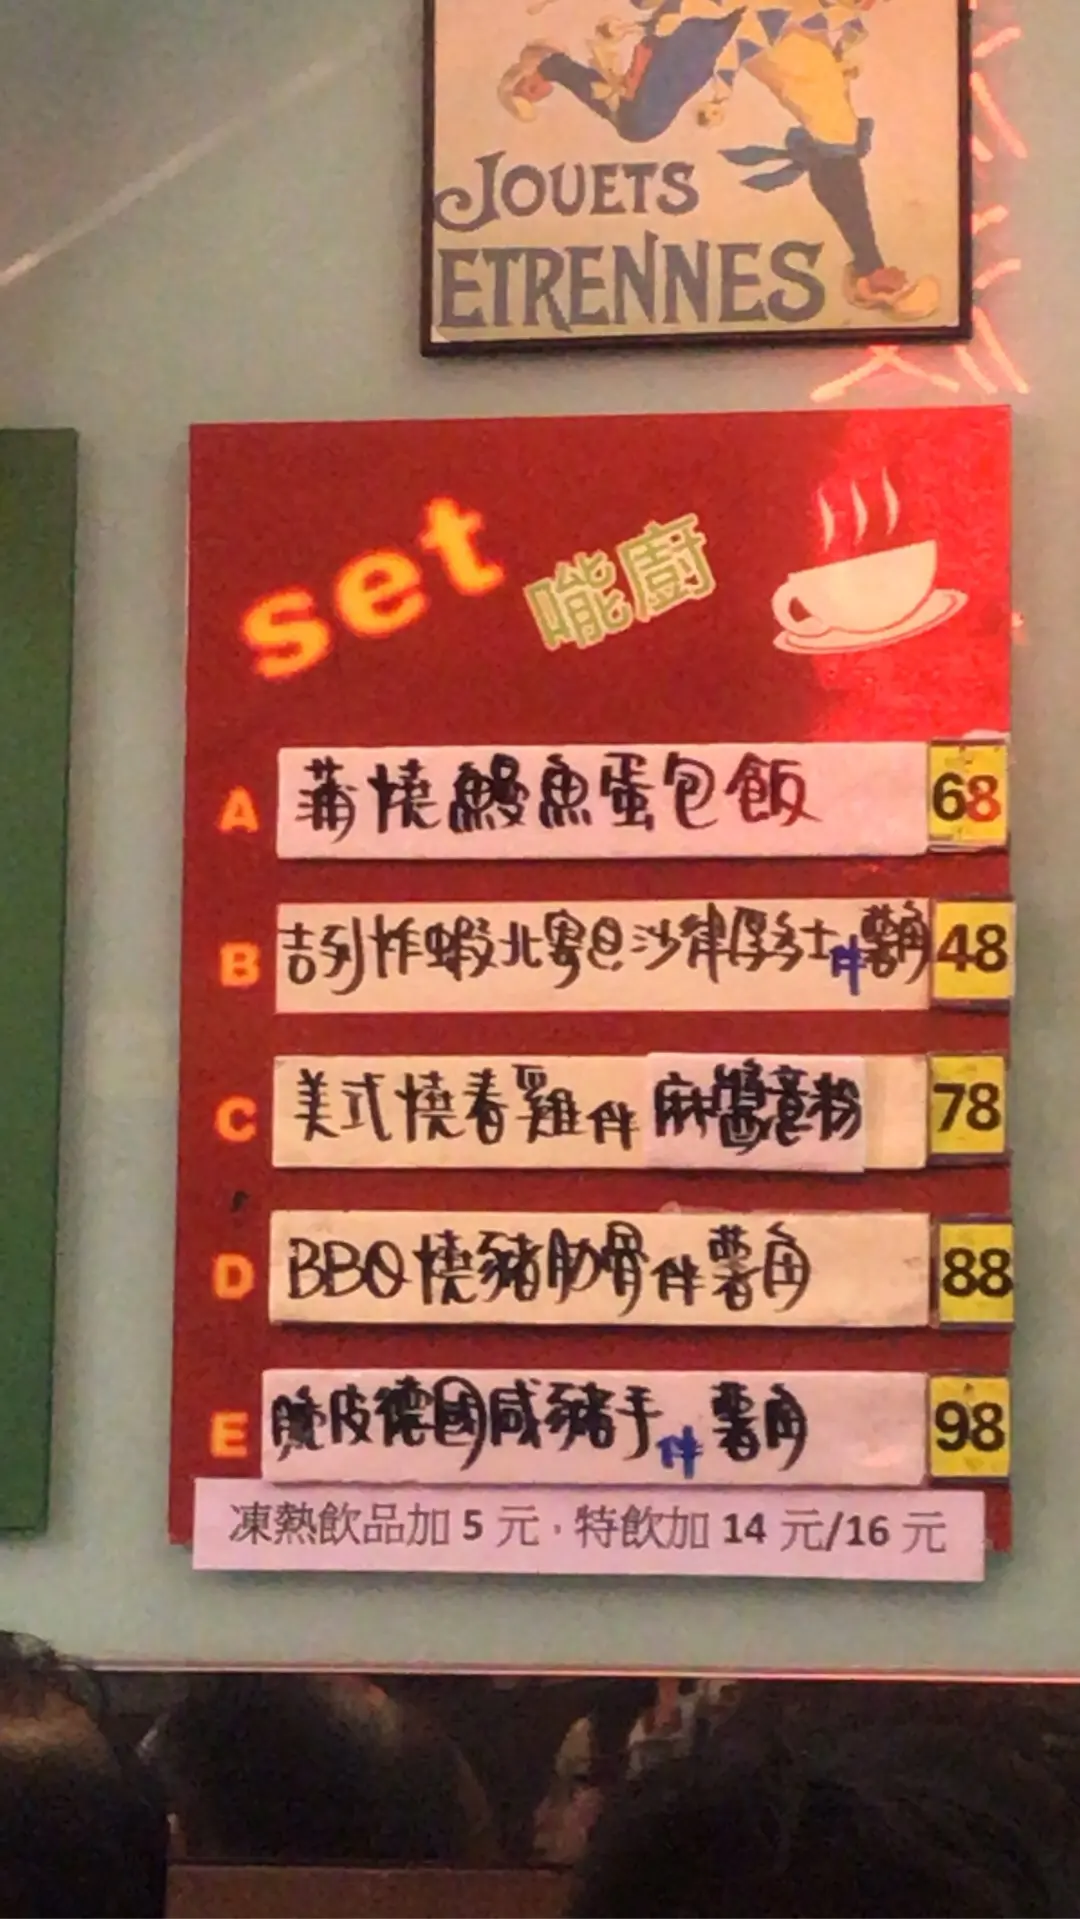 JOUETS
ETRENNES
set 嚨廚
A 蒲燒鰻魚蛋包飯 68
B 吉列炸蝦北寄貝沙律厚多士伴薯角 48
C 美式燒春雞伴麻醬意粉 78
D BBQ燒豬肋骨伴薯角 88
E 脆皮德國咸豬手伴薯角 98
凍熱飲品加 5 元，特飲加 14 元/16 元